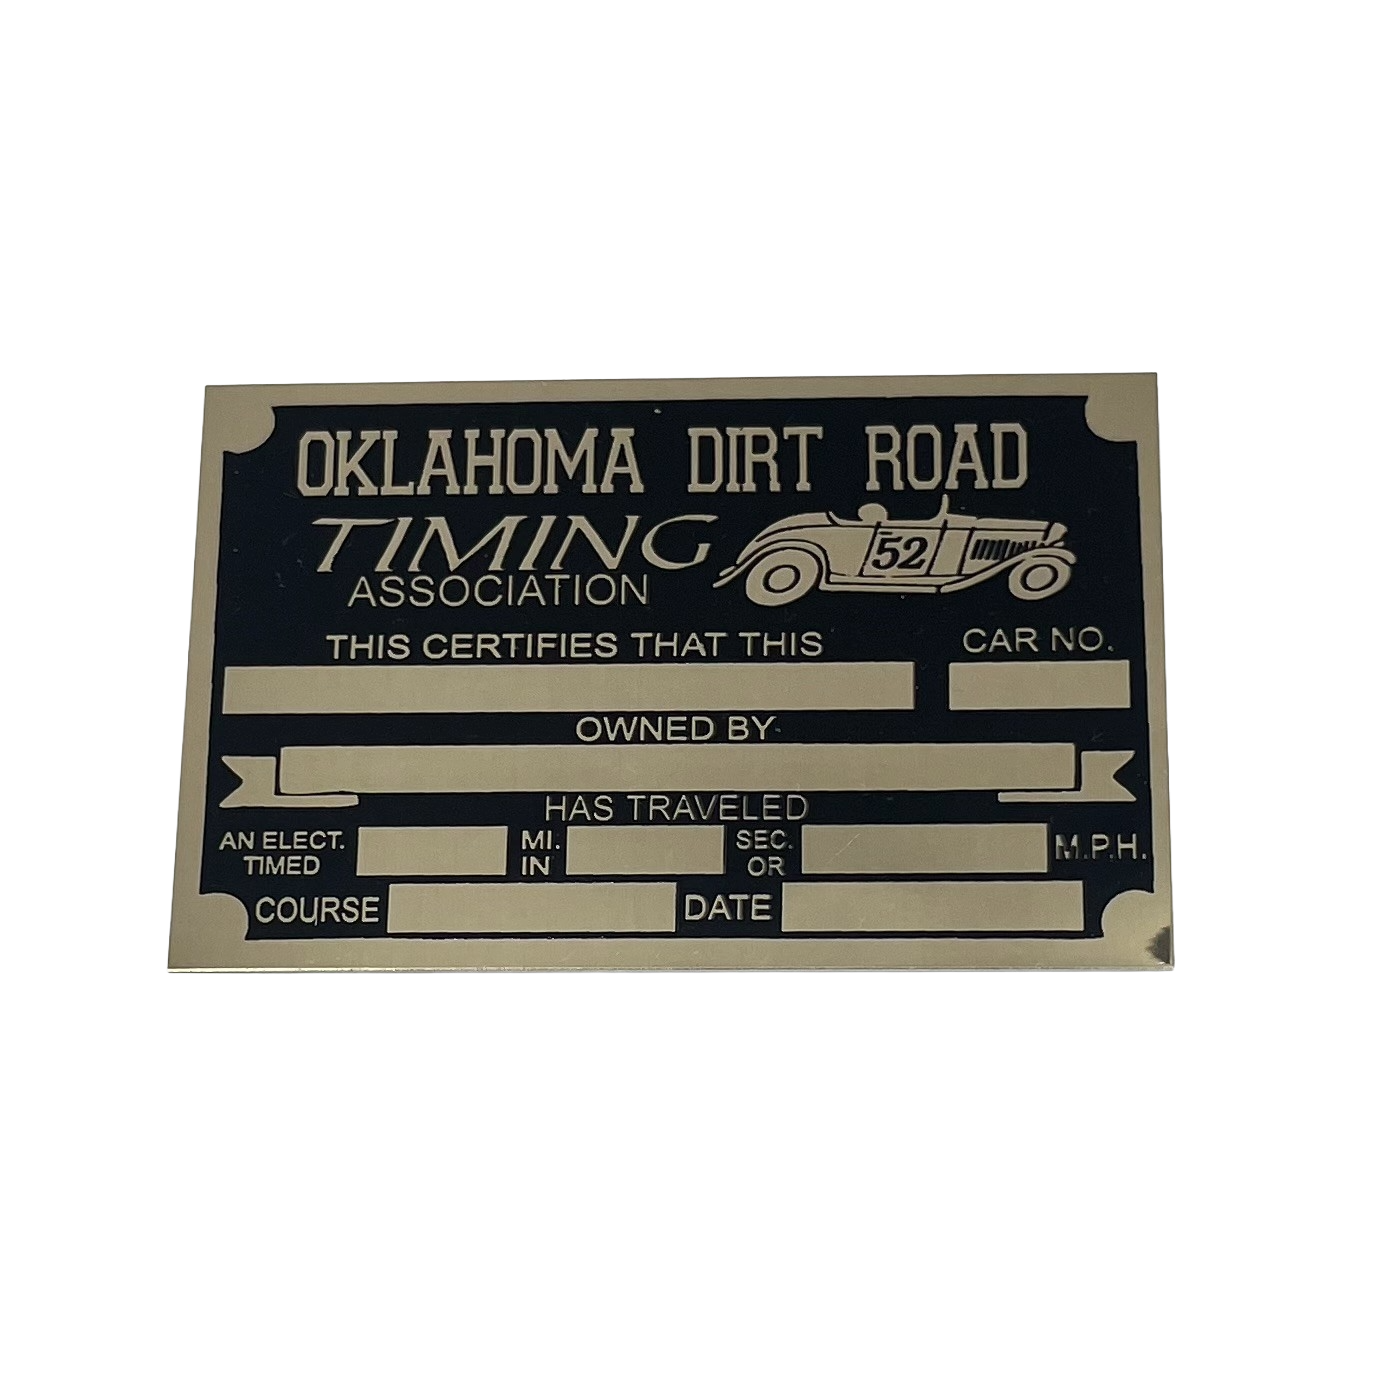 OKLAHOMA DIRT ROAD
TIMING
ASSOCIATION
52
THIS CERTIFIES THAT THIS
CAR NO.
OWNED BY
HAS TRAVELED
AN ELECT.
TIMED
MI.
IN
SEC.
OR
M.P.H.
COURSE
DATE